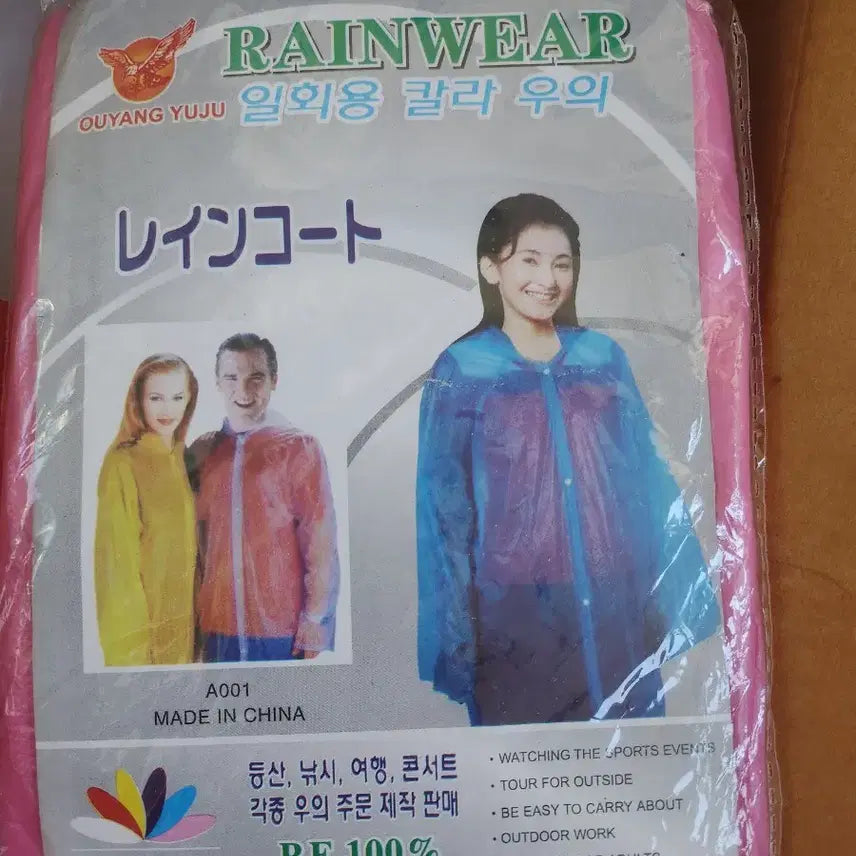 RAINWEAR
OUYANG YUJU
일회용 칼라 우의
レインコート
A001
MADE IN CHINA
등산, 낚시, 여행, 콘서트
각종 우의 주문 제작 판매
• WATCHING THE SPORTS EVENTS
• TOUR FOR OUTSIDE
• BE EASY TO CARRY ABOUT
• OUTDOOR WORK
100%
ADULTS